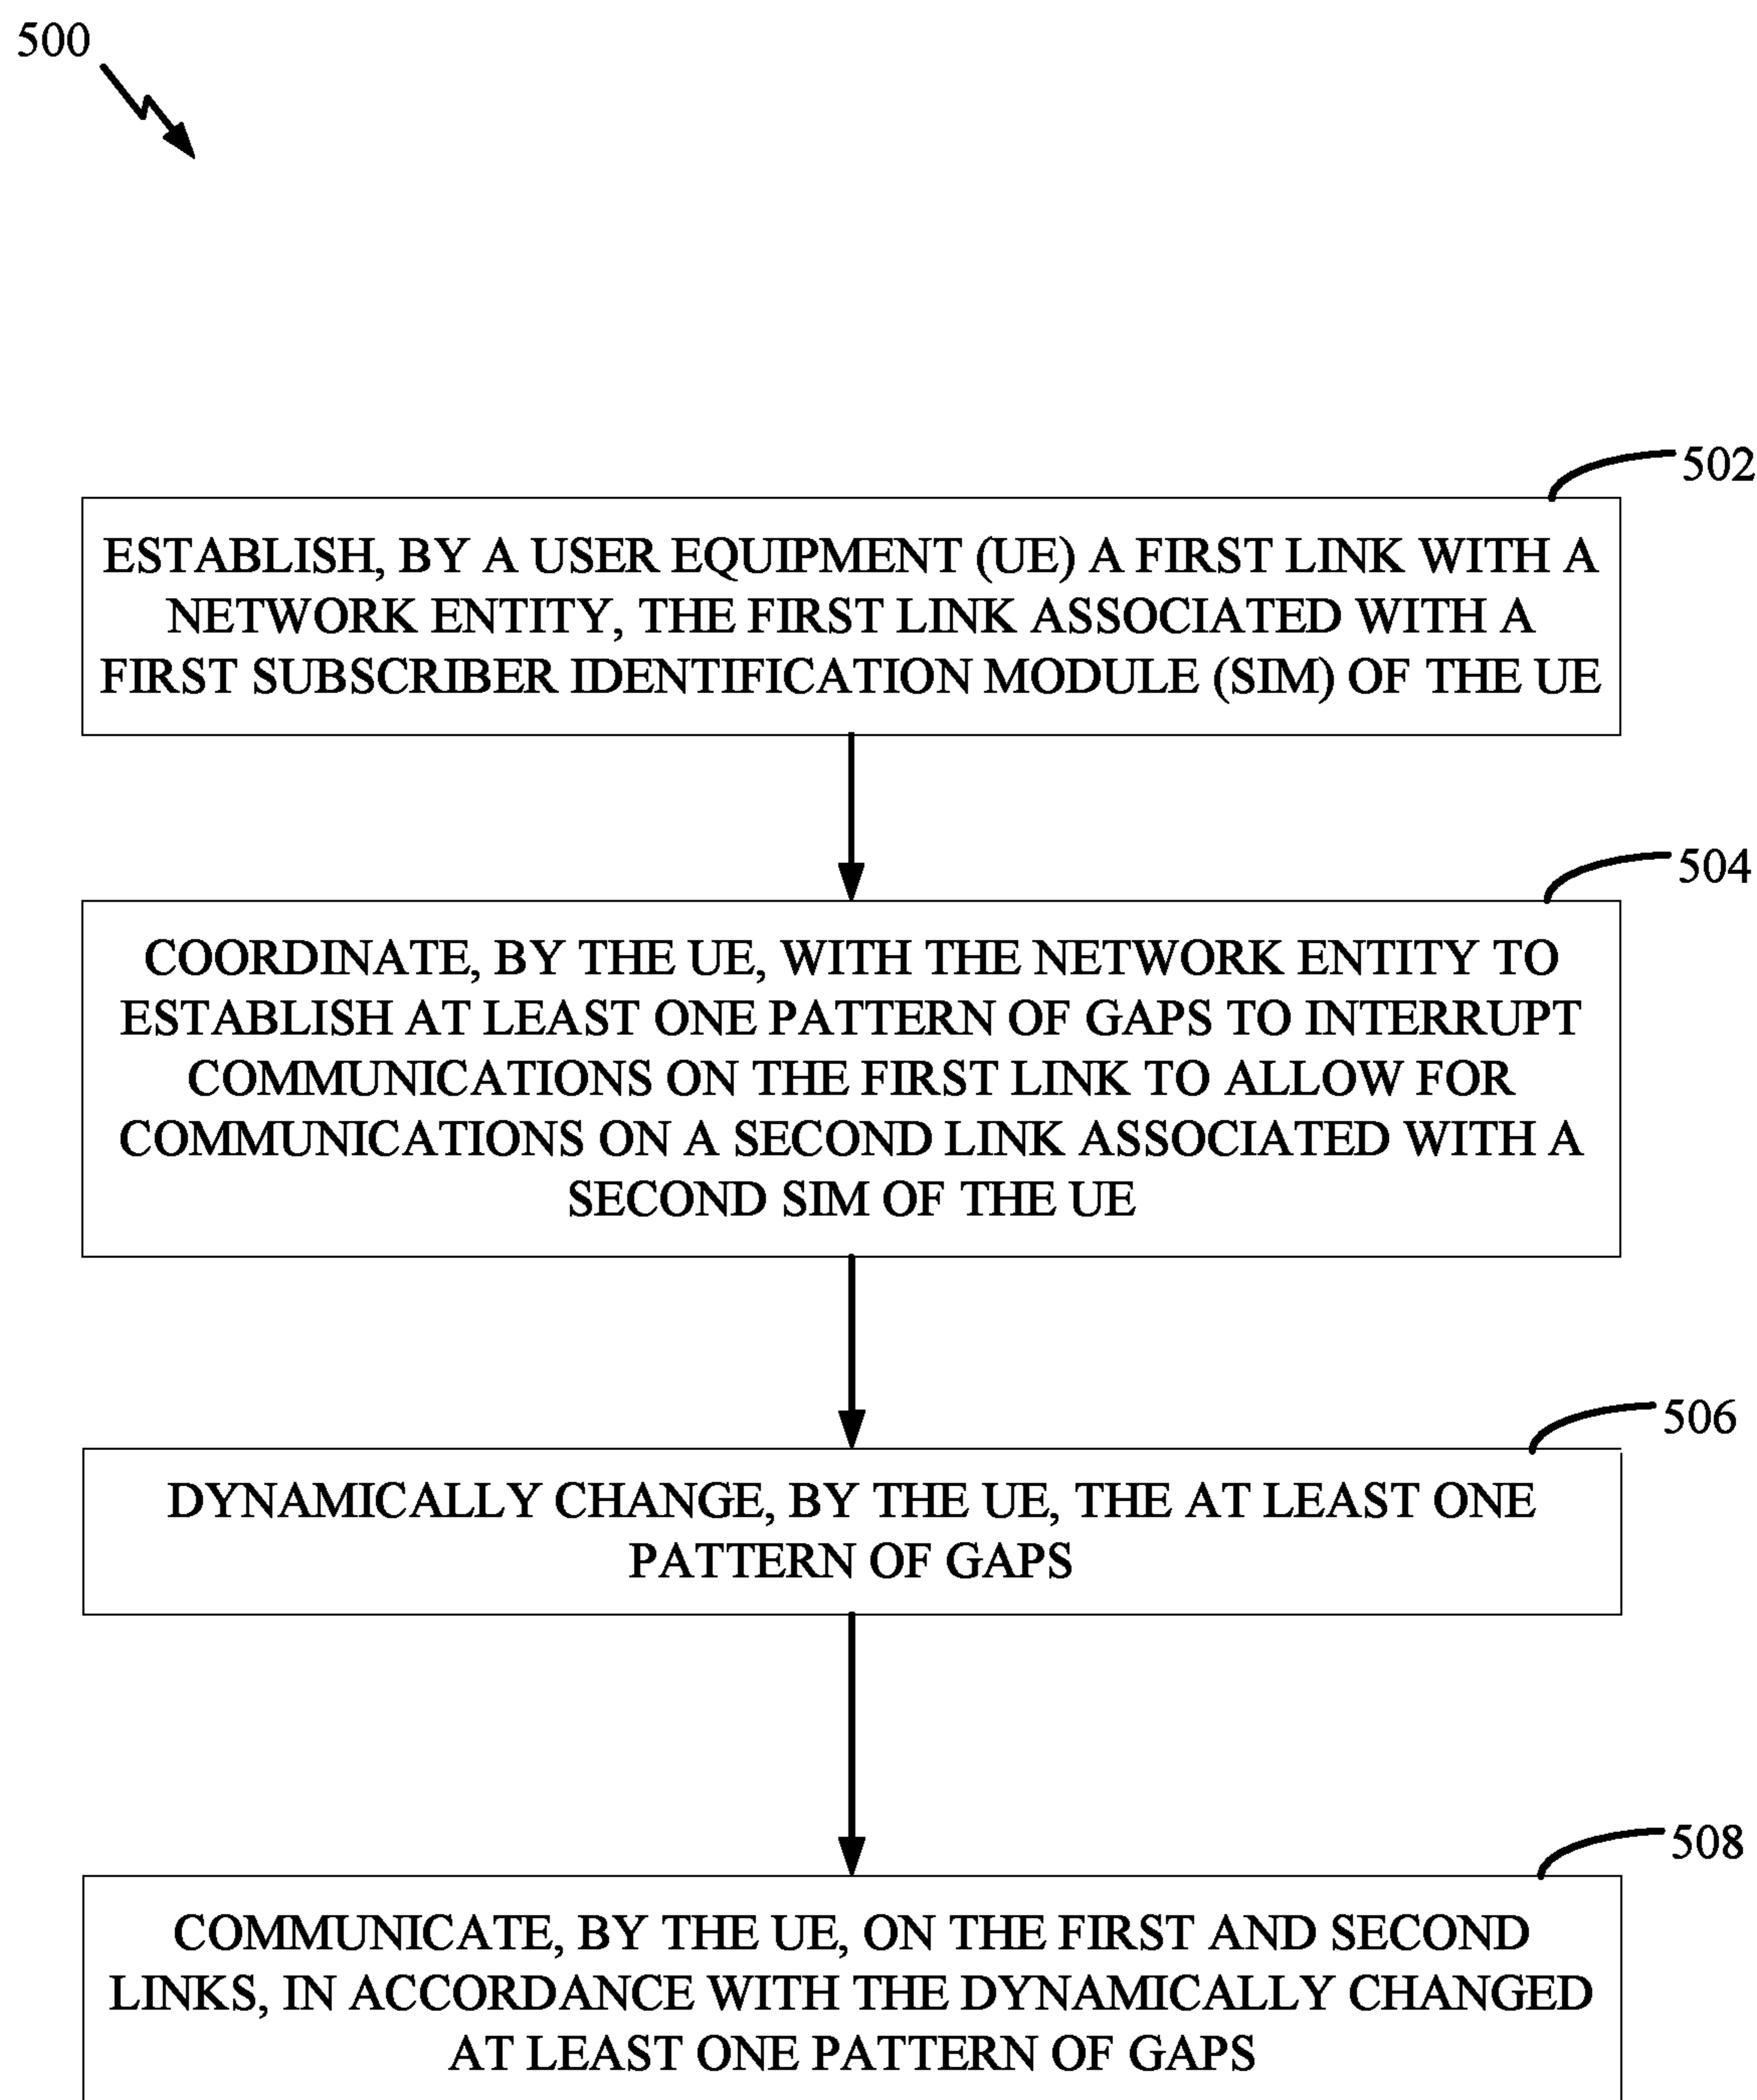 500
502
ESTABLISH, BY A USER EQUIPMENT (UE) A FIRST LINK WITH A
NETWORK ENTITY, THE FIRST LINK ASSOCIATED WITH A
FIRST SUBSCRIBER IDENTIFICATION MODULE (SIM) OF THE UE
504
COORDINATE, BY THE UE, WITH THE NETWORK ENTITY TO
ESTABLISH AT LEAST ONE PATTERN OF GAPS TO INTERRUPT
COMMUNICATIONS ON THE FIRST LINK TO ALLOW FOR
COMMUNICATIONS ON A SECOND LINK ASSOCIATED WITH A
SECOND SIM OF THE UE
506
DYNAMICALLY CHANGE, BY THE UE, THE AT LEAST ONE
PATTERN OF GAPS
508
COMMUNICATE, BY THE UE, ON THE FIRST AND SECOND
LINKS, IN ACCORDANCE WITH THE DYNAMICALLY CHANGED
AT LEAST ONE PATTERN OF GAPS